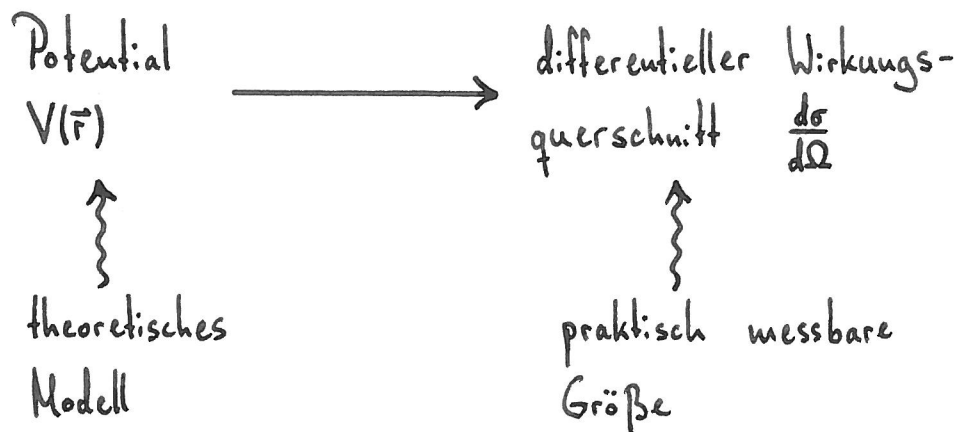 Potential
V(r⃗)
differentieller Wirkungs-
querschnitt dσ/dΩ
theoretisches
Modell
praktisch messbare
Größe